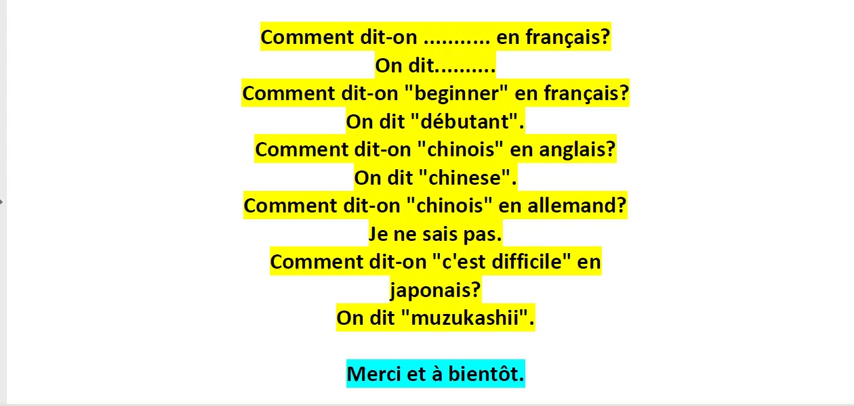 Comment dit-on ........... en français?
On dit..........
Comment dit-on "beginner" en français?
On dit "débutant".
Comment dit-on "chinois" en anglais?
On dit "chinese".
Comment dit-on "chinois" en allemand?
Je ne sais pas.
Comment dit-on "c'est difficile" en
japonais?
On dit "muzukashii".
Merci et à bientôt.